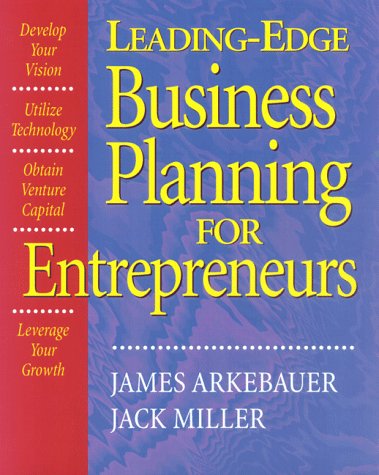 Develop
Your
Vision
Utilize
Technology
Obtain
Venture
Capital
Leverage
Your
Growth
LEADING-EDGE
Business
Planning
FOR
Entrepreneurs
JAMES ARKEBAUER
JACK MILLER